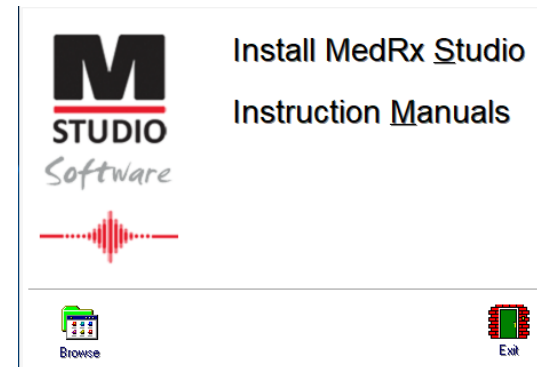 M
STUDIO
Software
Install MedRx Studio
Instruction Manuals
Browse
Exit